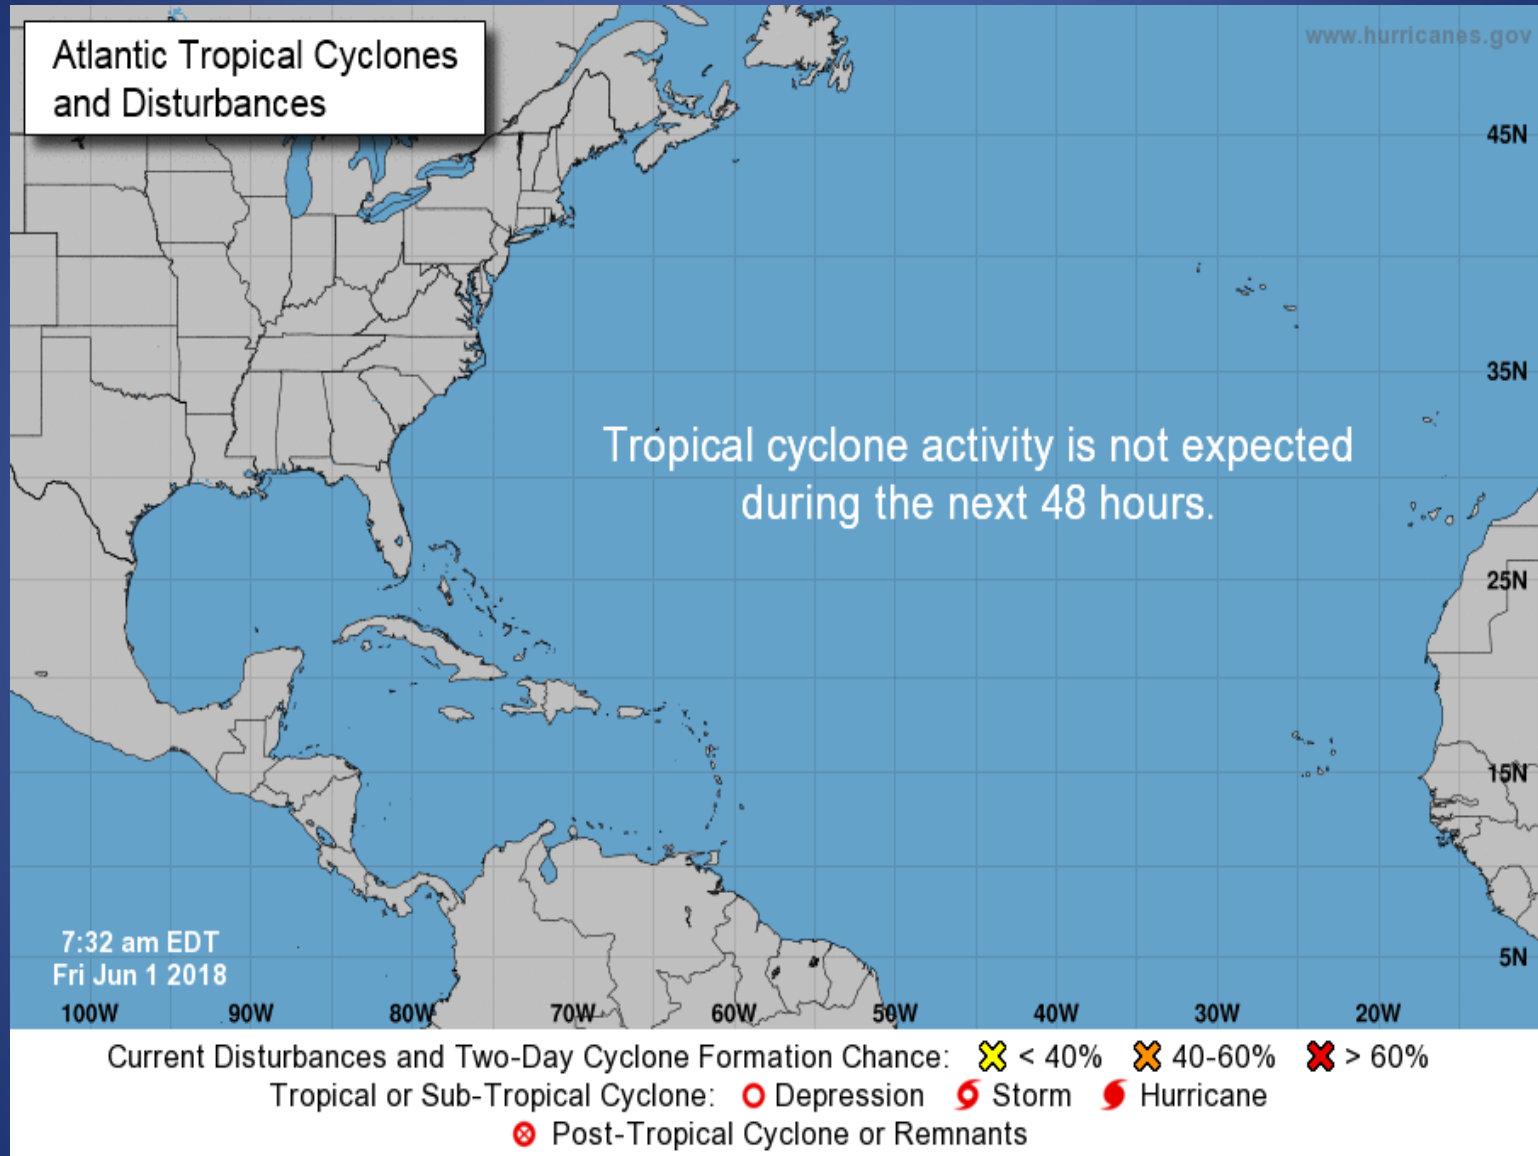 Atlantic Tropical Cyclones
and Disturbances
www.hurricanes.gov
45N
35N
Tropical cyclone activity is not expected
during the next 48 hours.
25N
15N
7:32 am EDT
Fri Jun 1 2018
5N
100W 90W 80W 70W 60W 50W 40W 30W 20W
Current Disturbances and Two-Day Cyclone Formation Chance: < 40% 40-60% > 60%
Tropical or Sub-Tropical Cyclone: Depression Storm Hurricane
Post-Tropical Cyclone or Remnants